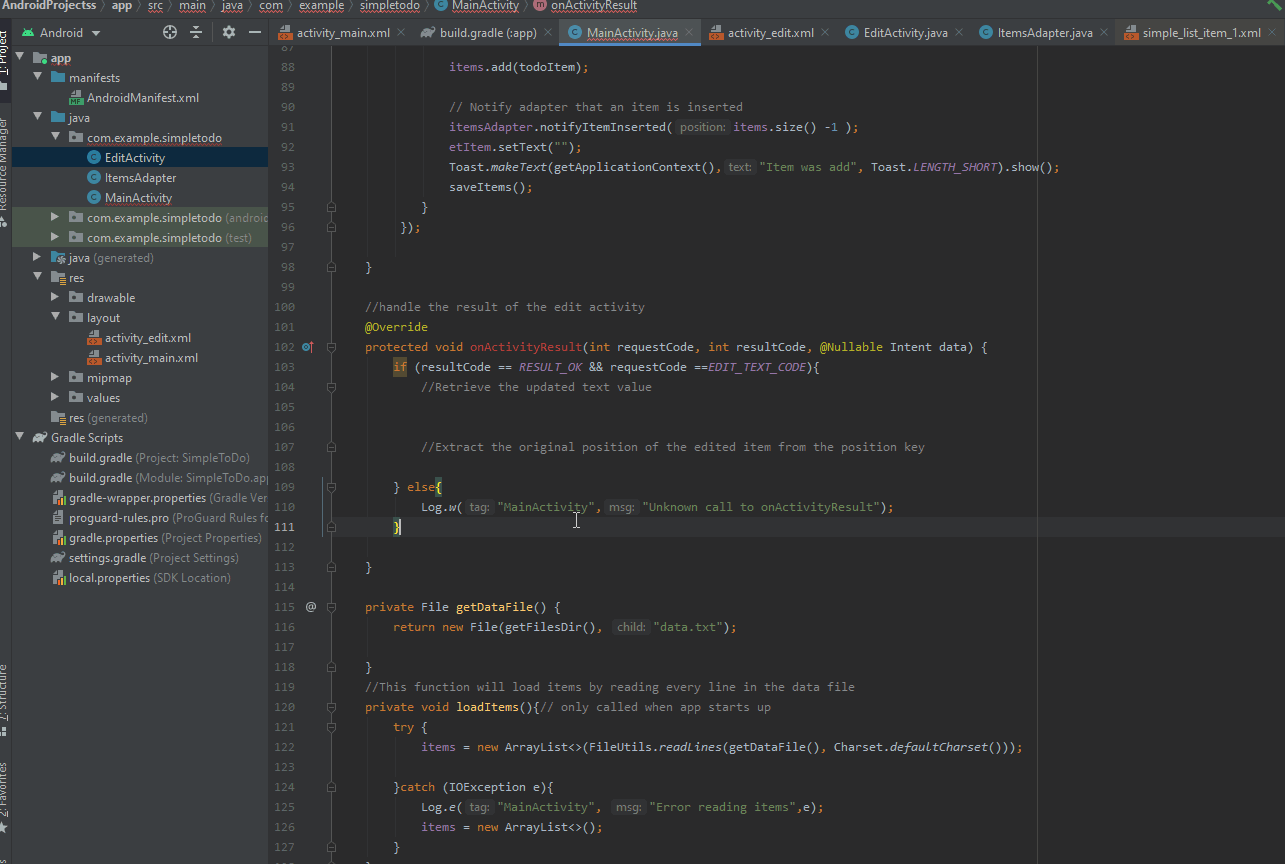 AndroidProjectss app src main java com example simpletodo MainActivity onActivityResult
Android
activity_main.xml build.gradle (:app) MainActivity.java activity_edit.xml EditActivity.java ItemsAdapter.java simple_list_item_1.xml
1: Project
Resource Manager
7: Structure
2: Favorites
app
manifests
AndroidManifest.xml
java
com.example.simpletodo
EditActivity
ItemsAdapter
MainActivity
com.example.simpletodo (android
com.example.simpletodo (test)
java (generated)
res
drawable
layout
activity_edit.xml
activity_main.xml
mipmap
values
res (generated)
Gradle Scripts
build.gradle (Project: SimpleToDo)
build.gradle (Module: SimpleToDo.app
gradle-wrapper.properties (Gradle Ver
proguard-rules.pro (ProGuard Rules fo
gradle.properties (Project Properties)
settings.gradle (Project Settings)
local.properties (SDK Location)
87
88 items.add(todoItem);
89
90 // Notify adapter that an item is inserted
91 itemsAdapter.notifyItemInserted( position: items.size() -1 );
92 etItem.setText("");
93 Toast.makeText(getApplicationContext(), text: "Item was add", Toast.LENGTH_SHORT).show();
94 saveItems();
95 }
96 });
97
98 }
99
100 //handle the result of the edit activity
101 @Override
102 protected void onActivityResult(int requestCode, int resultCode, @Nullable Intent data) {
103 if (resultCode == RESULT_OK && requestCode ==EDIT_TEXT_CODE){
104 //Retrieve the updated text value
105
106
107 //Extract the original position of the edited item from the position key
108
109 } else{
110 Log.w( tag: "MainActivity", msg: "Unknown call to onActivityResult");
111 }
112
113 }
114
115 @ private File getDataFile() {
116 return new File(getFilesDir(), child: "data.txt");
117
118 }
119 //This function will load items by reading every line in the data file
120 private void loadItems(){// only called when app starts up
121 try {
122 items = new ArrayList<>(FileUtils.readLines(getDataFile(), Charset.defaultCharset()));
123
124 }catch (IOException e){
125 Log.e( tag: "MainActivity", msg: "Error reading items",e);
126 items = new ArrayList<>();
127 }